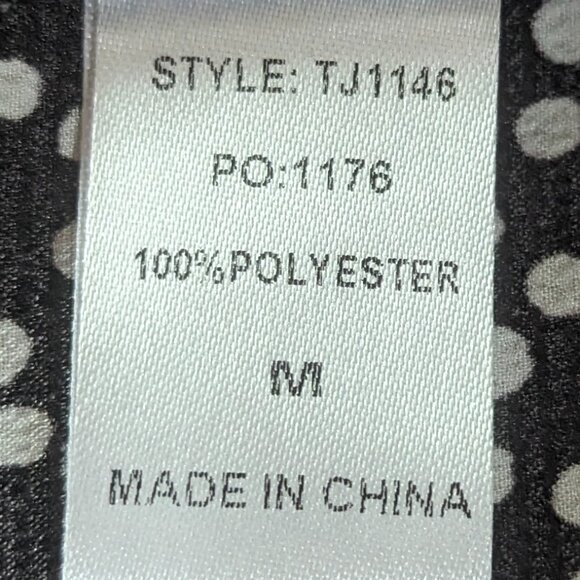 STYLE: TJ1146
PO:1176
100%POLYESTER
M
MADE IN CHINA